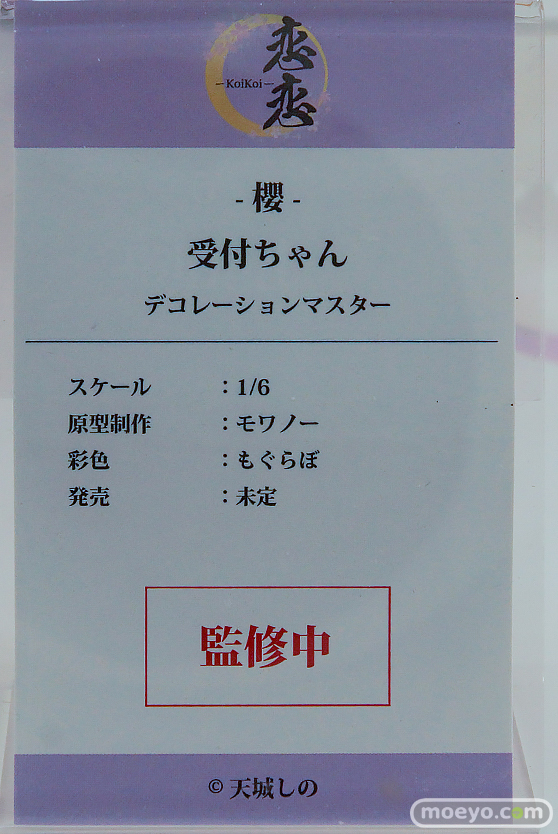 恋恋
—KoiKoi—
- 櫻 -
受付ちゃん
デコレーションマスター
スケール :1/6
原型制作 :モワノー
彩色 :もぐらぼ
発売 :未定
監修中
© 天城しの
moeyo.com